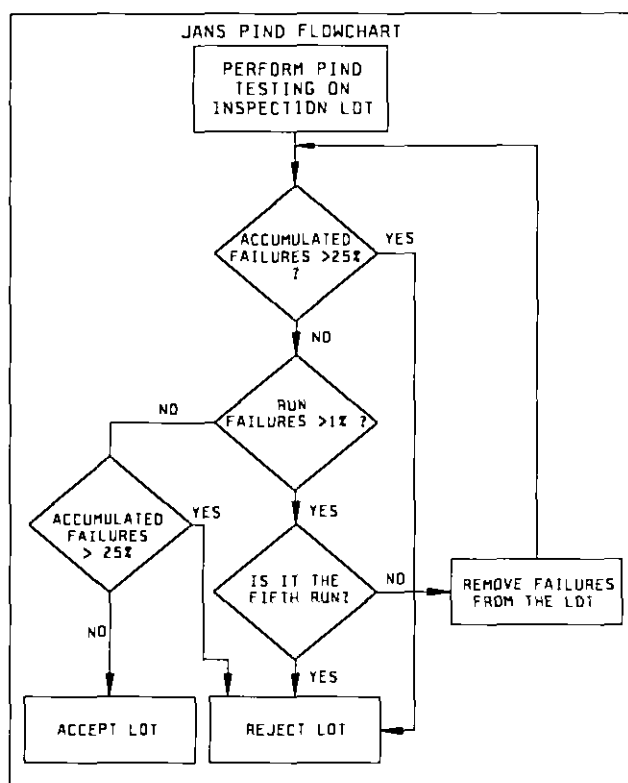 JANS PIND FLOWCHART
PERFORM PIND
TESTING ON
INSPECTION LOT
ACCUMULATED
FAILURES >25%
?
YES
NO
RUN
FAILURES >1% ?
NO
YES
ACCUMULATED
FAILURES
> 25%
YES
NO
IS IT THE
FIFTH RUN?
NO
YES
REMOVE FAILURES
FROM THE LOT
ACCEPT LOT
REJECT LOT